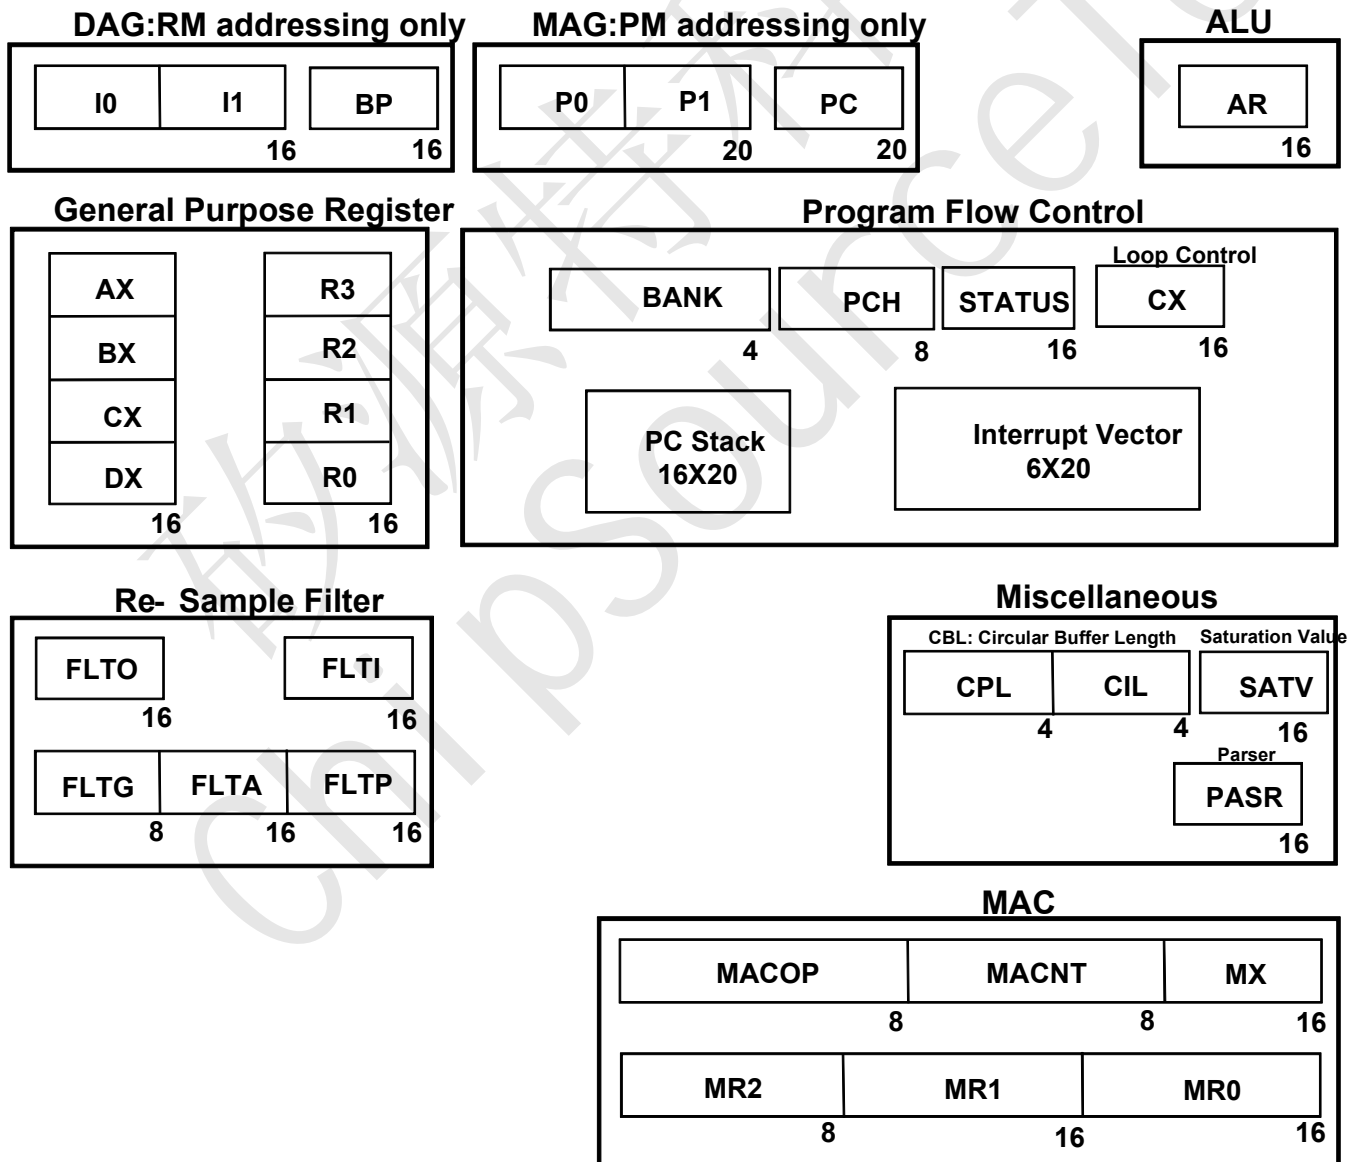 DAG:RM addressing only
MAG:PM addressing only
ALU
I0 I1 BP
P0 P1 PC
AR
16 16
20 20
16
General Purpose Register
Program Flow Control
Loop Control
AX R3
BANK PCH STATUS CX
BX R2
4 8 16 16
CX R1
PC Stack
16X20
Interrupt Vector
6X20
DX R0
16 16
Re- Sample Filter
Miscellaneous
CBL: Circular Buffer Length
Saturation Value
FLTO FLTI
CPL CIL SATV
16 16
4 4 16
Parser
FLTG FLTA FLTP
PASR
8 16 16
16
MAC
MACOP MACNT MX
8 8 16
MR2 MR1 MR0
8 16 16
矽源特科
ChipSourceTe